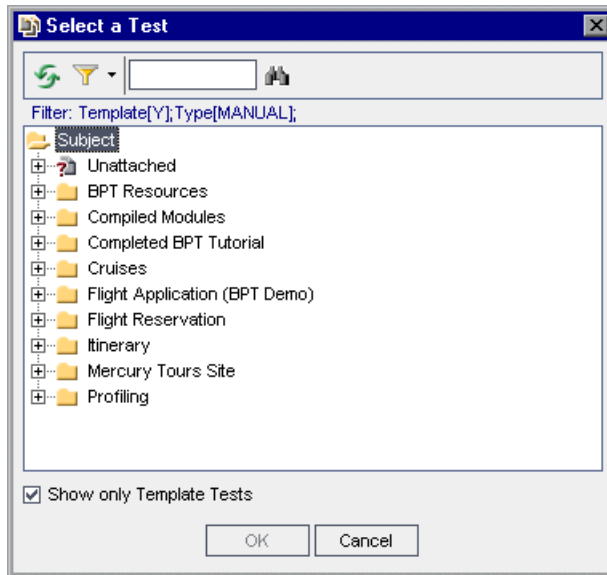 Select a Test
Filter: Template[Y];Type[MANUAL];
Subject
Unattached
BPT Resources
Compiled Modules
Completed BPT Tutorial
Cruises
Flight Application (BPT Demo)
Flight Reservation
Itinerary
Mercury Tours Site
Profiling
Show only Template Tests
OK Cancel